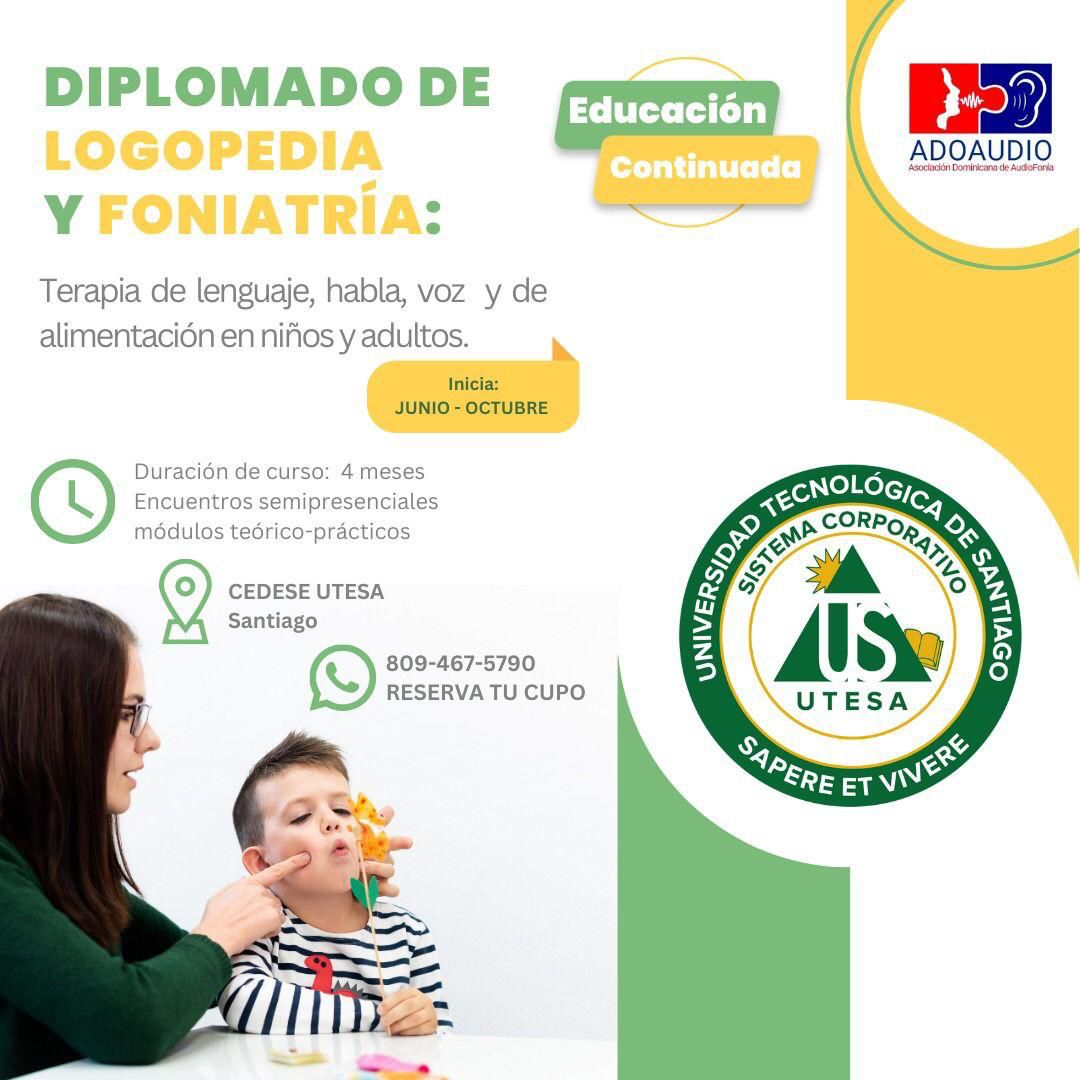 DIPLOMADO DE
LOGOPEDIA
Y FONIATRÍA:
Educación
Continuada
ADOAUDIO
Asociación Dominicana de AudioFonía
Terapia de lenguaje, habla, voz y de
alimentación en niños y adultos.
Inicia:
JUNIO - OCTUBRE
Duración de curso: 4 meses
Encuentros semipresenciales
módulos teórico-prácticos
CEDESE UTESA
Santiago
809-467-5790
RESERVA TU CUPO
UNIVERSIDAD TECNOLÓGICA DE SANTIAGO
SISTEMA CORPORATIVO
US
UTESA
SAPERE ET VIVERE